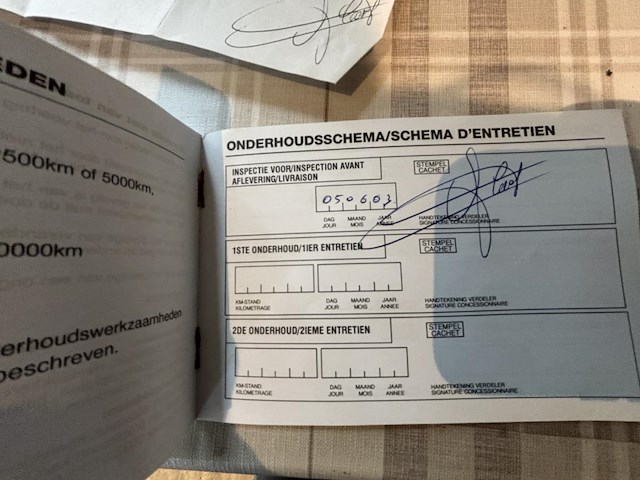 EDEN
500km of 5000km,
0000km
erhoudswerkzaamheden
beschreven.
ONDERHOUDSSCHEMA/SCHEMA D'ENTRETIEN
INSPECTIE VOOR/INSPECTION AVANT
AFLEVERING/LIVRAISON
STEMPEL
CACHET
050603
DAG MAAND JAAR
JOUR MOIS ANNEE
HANDTEKENING VERDELER
SIGNATURE CONCESSIONNAIRE
1STE ONDERHOUD/1IER ENTRETIEN
STEMPEL
CACHET
KM-STAND DAG MAAND JAAR
KILOMETRAGE JOUR MOIS ANNEE
HANDTEKENING VERDELER
SIGNATURE CONCESSIONNAIRE
2DE ONDERHOUD/2IEME ENTRETIEN
STEMPEL
CACHET
KM-STAND DAG MAAND JAAR
KILOMETRAGE JOUR MOIS ANNEE
HANDTEKENING VERDELER
SIGNATURE CONCESSIONNAIRE